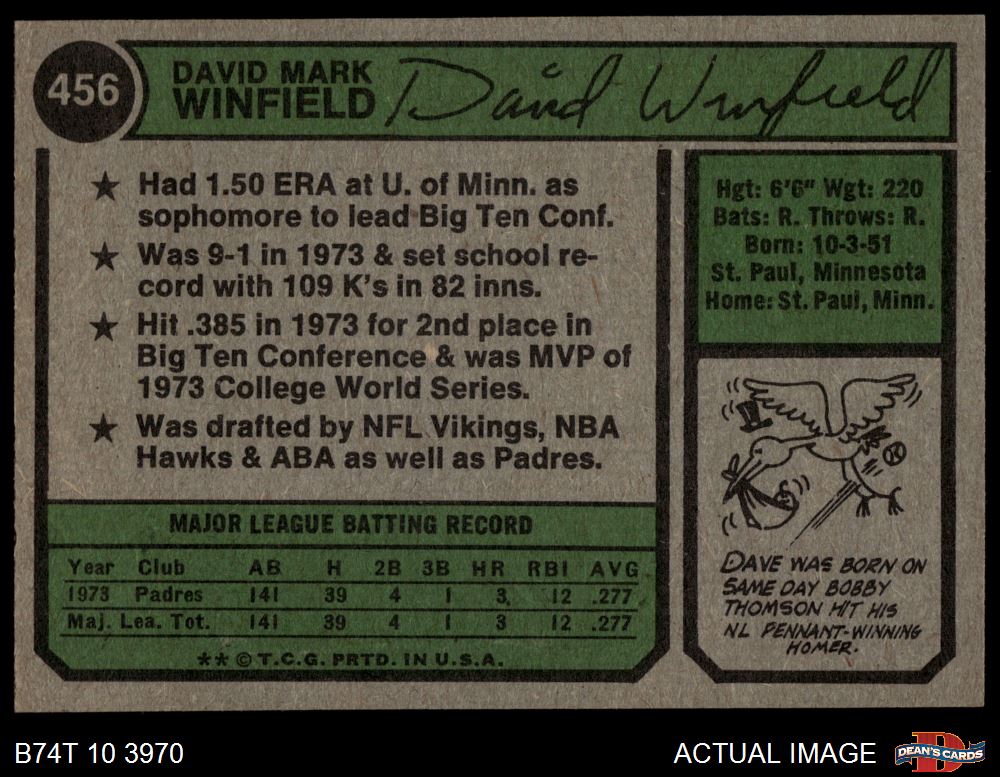 456
DAVID MARK
WINFIELD
David Winfield
★ Had 1.50 ERA at U. of Minn. as
sophomore to lead Big Ten Conf.
★ Was 9-1 in 1973 & set school re-
cord with 109 K's in 82 inns.
★ Hit .385 in 1973 for 2nd place in
Big Ten Conference & was MVP of
1973 College World Series.
★ Was drafted by NFL Vikings, NBA
Hawks & ABA as well as Padres.
MAJOR LEAGUE BATTING RECORD
Year Club AB H 2B 3B HR RBI AVG
1973 Padres 141 39 4 1 3 12 .277
Maj. Lea. Tot. 141 39 4 1 3 12 .277
** © T.C.G. PRTD. IN U.S.A.
Hgt: 6'6" Wgt: 220
Bats: R. Throws: R.
Born: 10-3-51
St. Paul, Minnesota
Home: St. Paul, Minn.
DAVE WAS BORN ON
SAME DAY BOBBY
THOMSON HIT HIS
NL PENNANT-WINNING
HOMER.
B74T 10 3970
ACTUAL IMAGE
DEAN'S CARDS